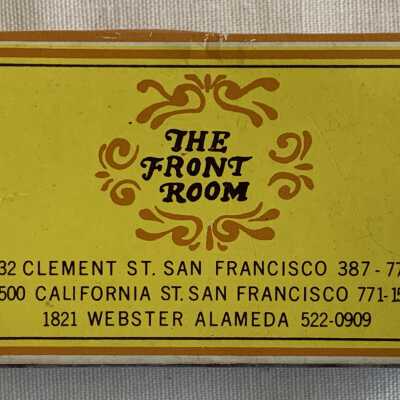 THE
FRONT
ROOM
32 CLEMENT ST. SAN FRANCISCO 387-77
500 CALIFORNIA ST. SAN FRANCISCO 771-15
1821 WEBSTER ALAMEDA 522-0909